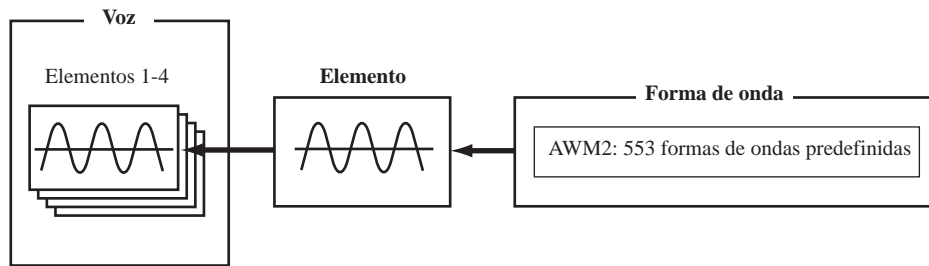 Voz
Elementos 1-4
Elemento
Forma de onda
AWM2: 553 formas de ondas predefinidas